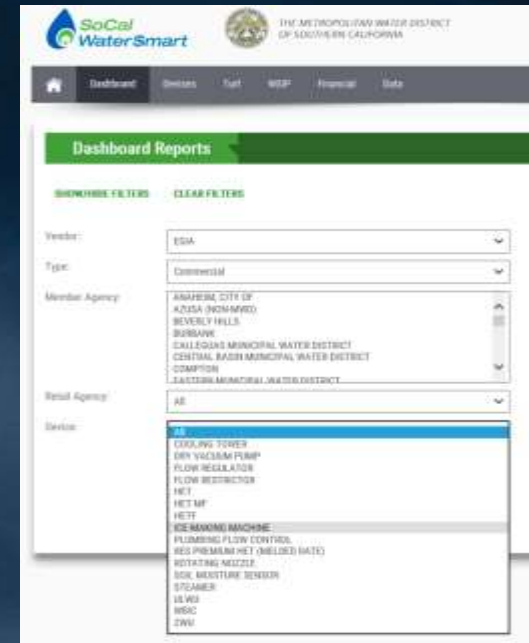 SoCal
WaterSmart
THE METROPOLITAN WATER DISTRICT
OF SOUTHERN CALIFORNIA
Dashboard Devices Turf WSIP Financial Data
Dashboard Reports
SHOW/HIDE FILTERS CLEAR FILTERS
Vendor: EGIA
Type: Commercial
Member Agency: ANAHEIM, CITY OF
AZUSA (NON-MWD)
BEVERLY HILLS
BURBANK
CALLEGUAS MUNICIPAL WATER DISTRICT
CENTRAL BASIN MUNICIPAL WATER DISTRICT
COMPTON
EASTERN MUNICIPAL WATER DISTRICT
Retail Agency: All
Device: All
COOLING TOWER
DRY VACUUM PUMP
FLOW REGULATOR
FLOW RESTRICTOR
HET
HET MF
HETF
ICE-MAKING MACHINE
PLUMBING FLOW CONTROL
RES PREMIUM HET (MELDED RATE)
ROTATING NOZZLE
SOIL MOISTURE SENSOR
STEAMER
ULWU
WBIC
ZWU